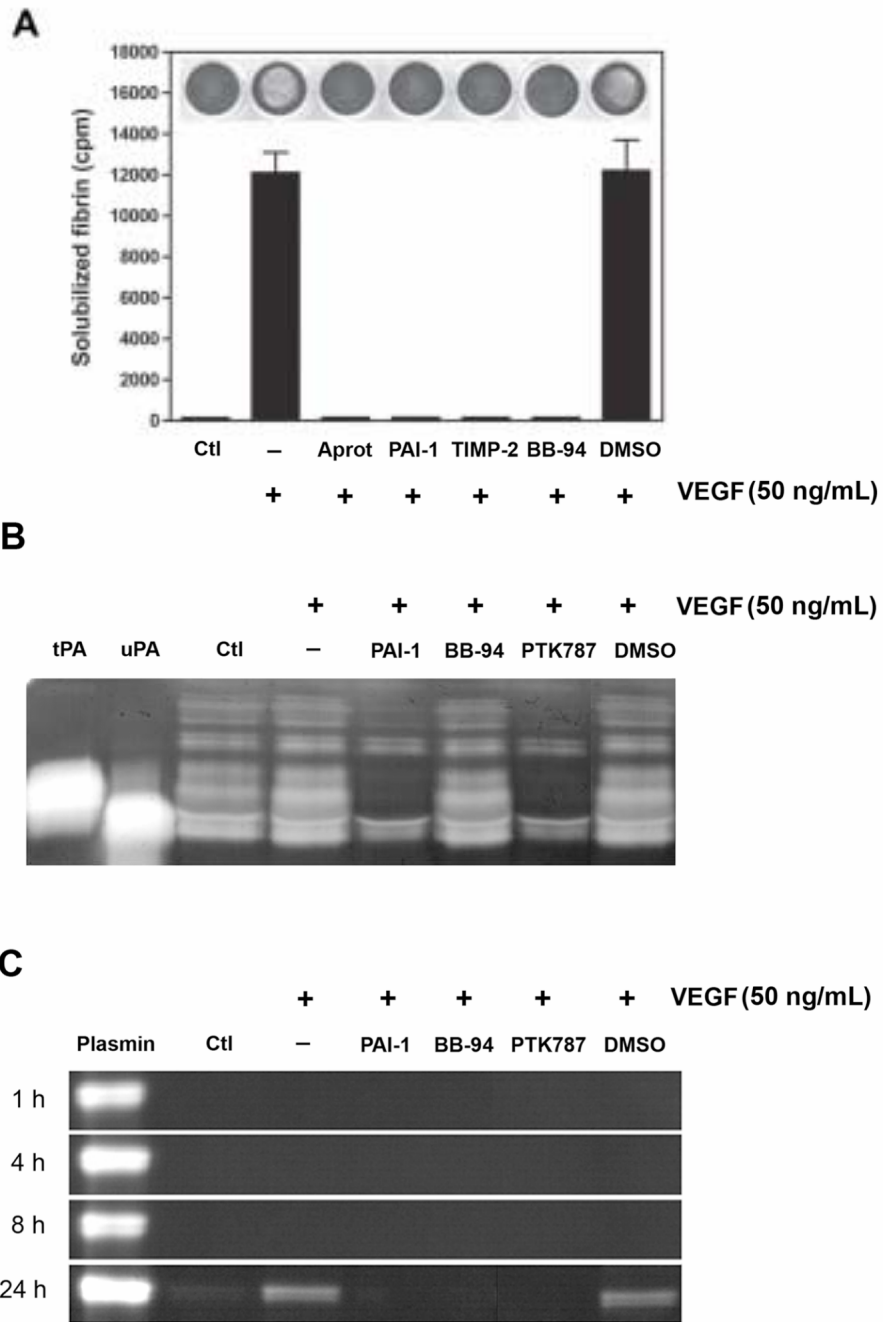 A
Solubilized fibrin (cpm)
18000
16000
14000
12000
10000
8000
6000
4000
2000
0
Ctl – Aprot PAI-1 TIMP-2 BB-94 DMSO
+ + + + + + VEGF (50 ng/mL)
B
+ + + + + VEGF (50 ng/mL)
tPA uPA Ctl – PAI-1 BB-94 PTK787 DMSO
C
+ + + + + VEGF (50 ng/mL)
Plasmin Ctl – PAI-1 BB-94 PTK787 DMSO
1 h
4 h
8 h
24 h